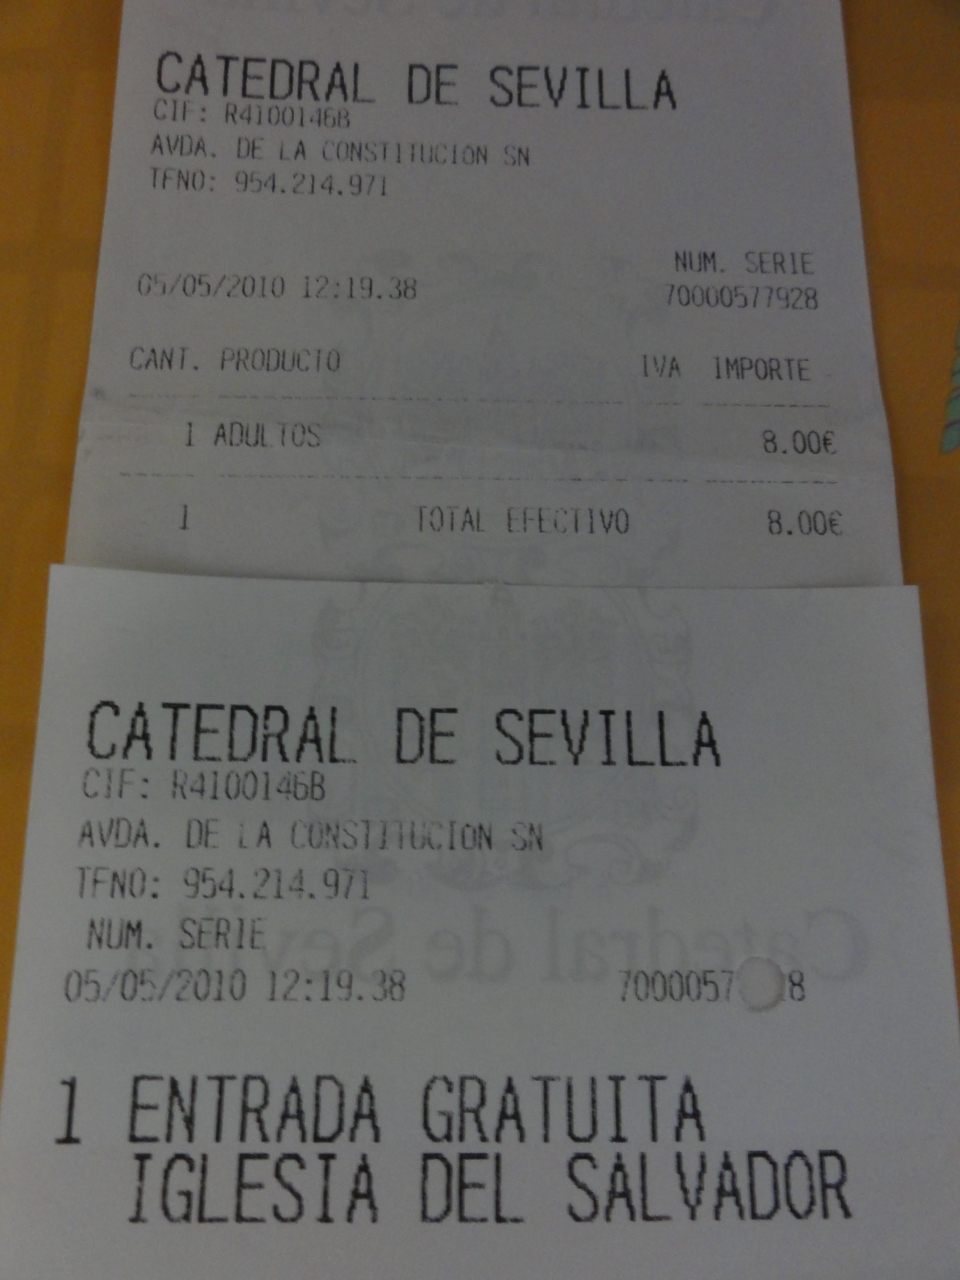 CATEDRAL DE SEVILLA
CIF: R4100146B
AVDA. DE LA CONSTITUCION SN
TFNO: 954.214.971
NUM. SERIE
05/05/2010 12:19.38 70000577928
CANT. PRODUCTO IVA IMPORTE
1 ADULTOS 8.00€
1 TOTAL EFECTIVO 8.00€
CATEDRAL DE SEVILLA
CIF: R4100146B
AVDA. DE LA CONSTITUCION SN
TFNO: 954.214.971
NUM. SERIE
Catedral de Sevilla
05/05/2010 12:19.38
1 ENTRADA GRATUITA
IGLESIA DEL SALVADOR